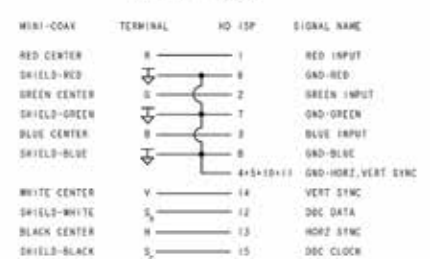 MINI-COAX TERMINAL HD 15P SIGNAL NAME
RED CENTER R 1 RED INPUT
SHIELD-RED 6 GND-RED
GREEN CENTER G 2 GREEN INPUT
SHIELD-GREEN 7 GND-GREEN
BLUE CENTER B 3 BLUE INPUT
SHIELD-BLUE 8 GND-BLUE
4+5+10+11 GND-HORZ,VERT SYNC
WHITE CENTER V 14 VERT SYNC
SHIELD-WHITE 12 DDC DATA
BLACK CENTER H 13 HORZ SYNC
SHIELD-BLACK 15 DDC CLOCK